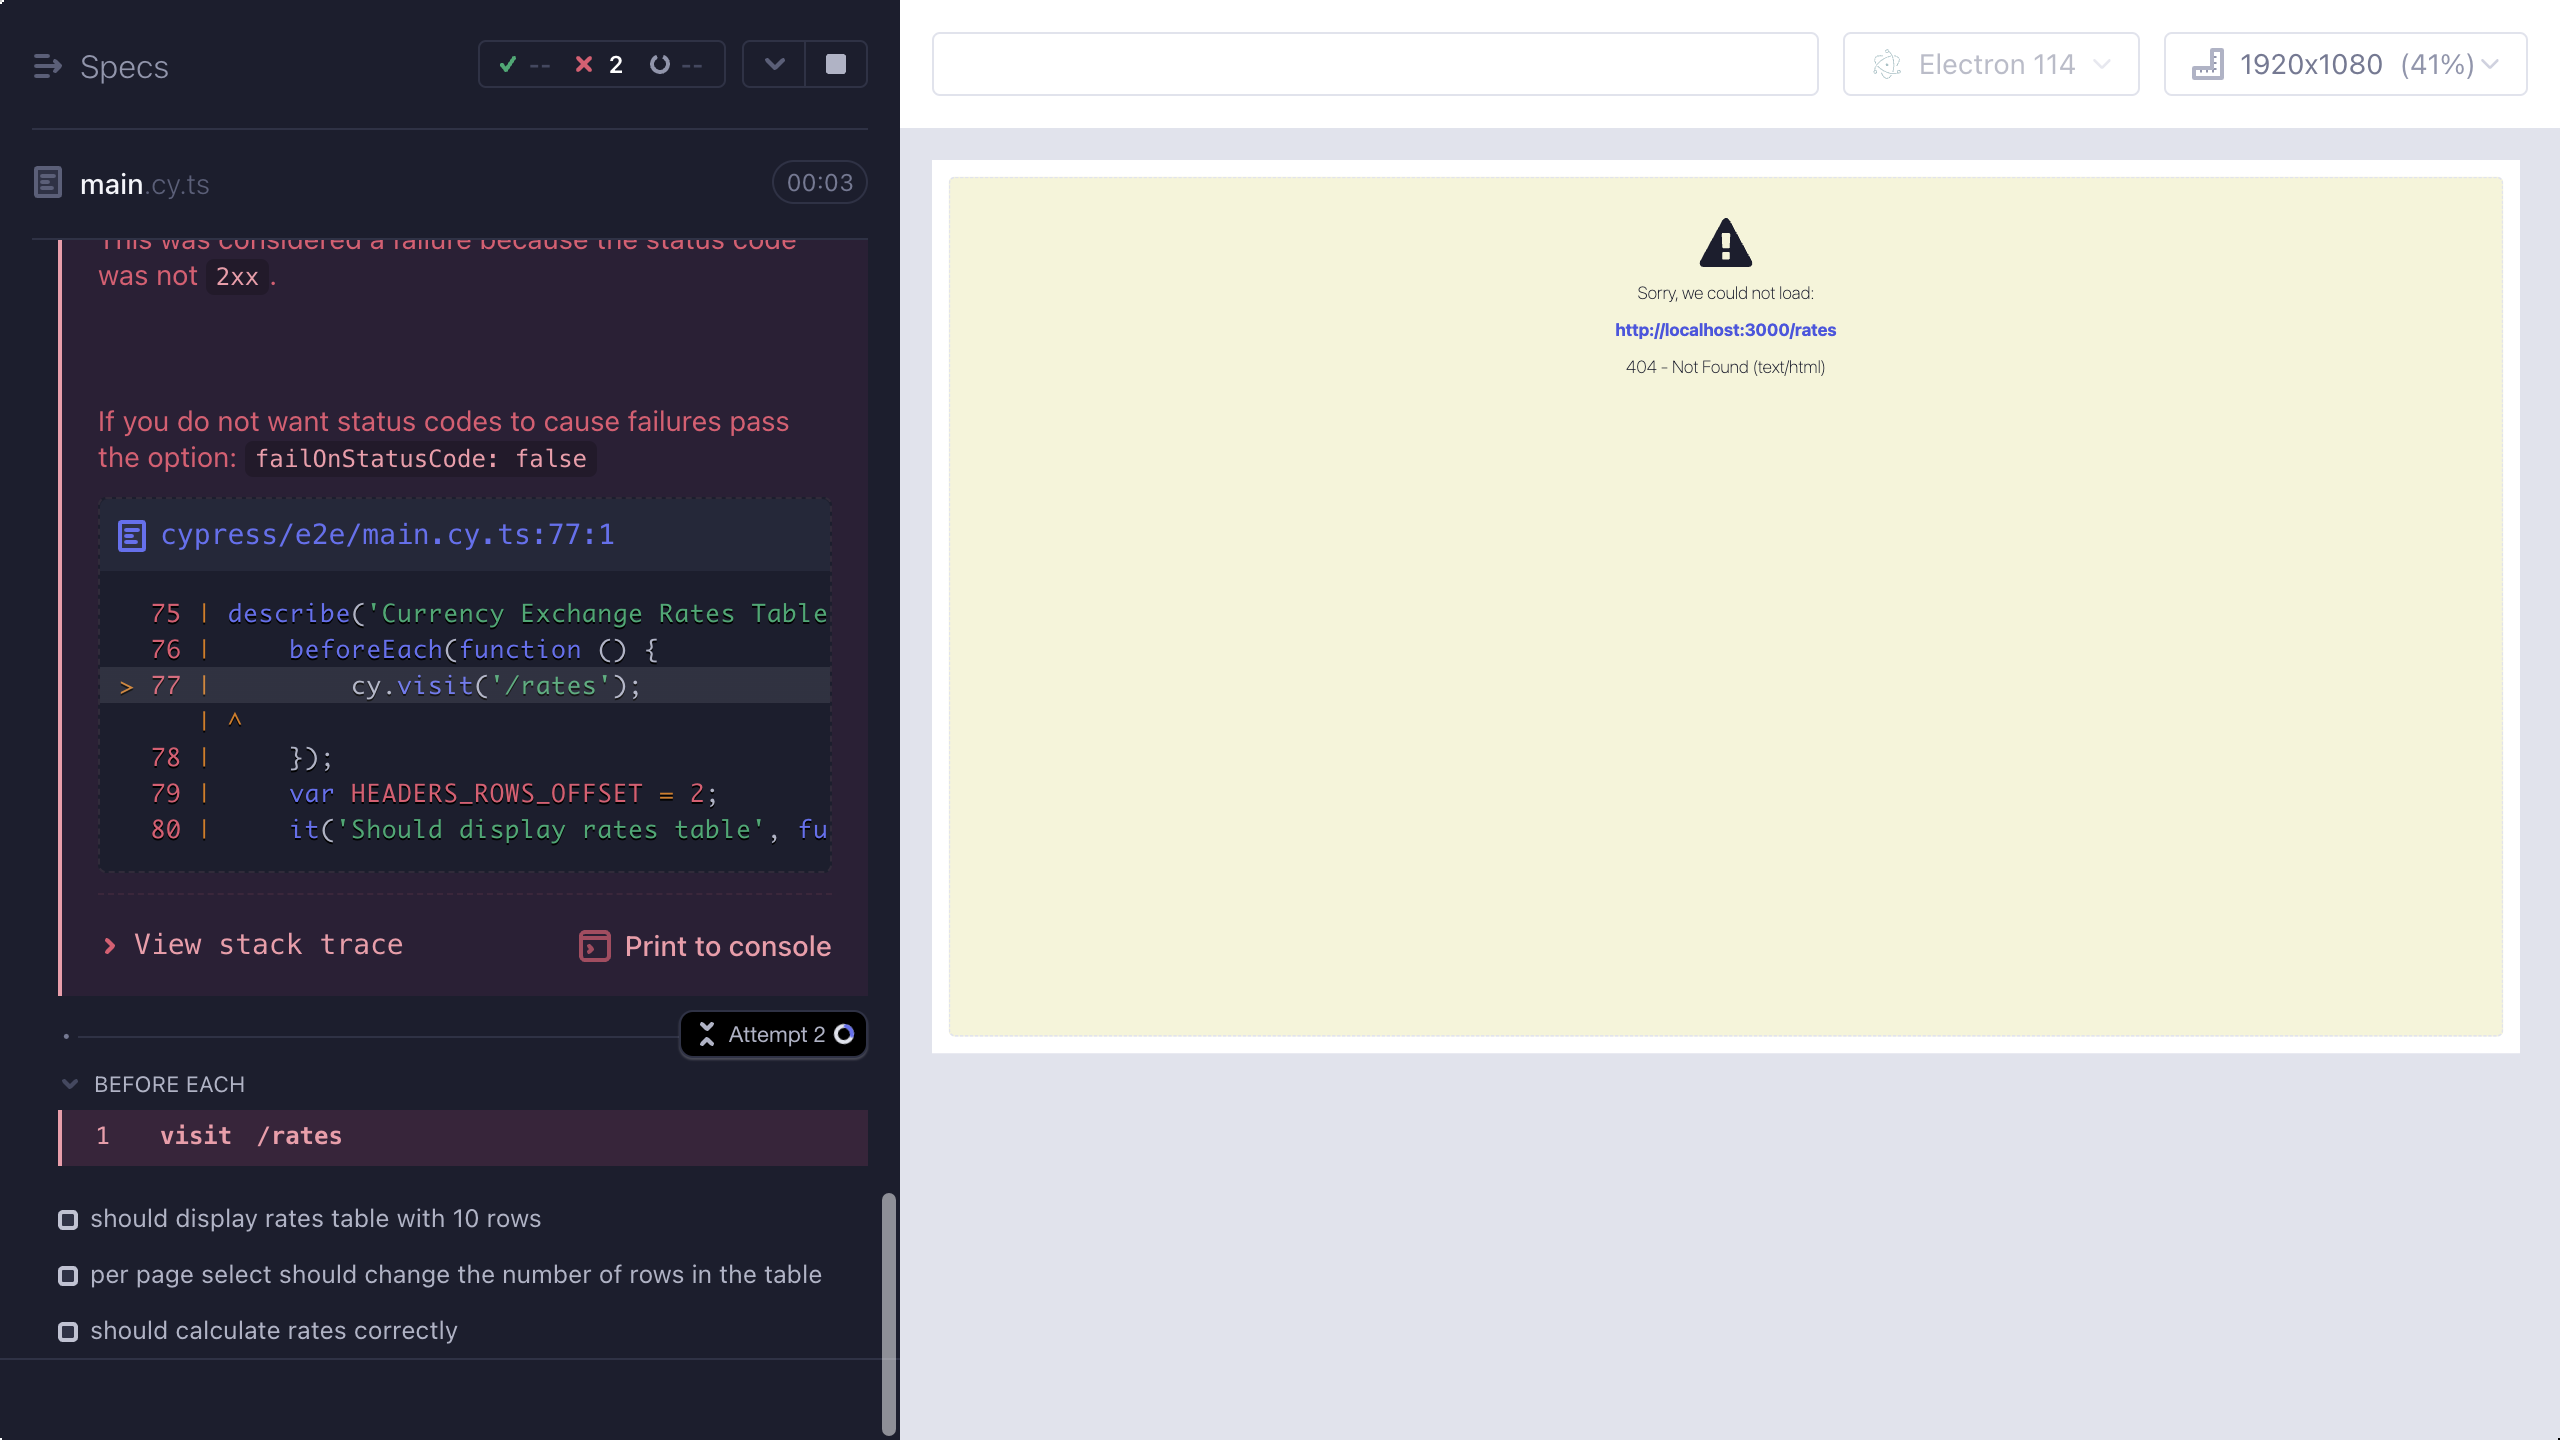 Specs
-- 2 --
main.cy.ts
00:03
This was considered a failure because the status code
was not 2xx.
If you do not want status codes to cause failures pass
the option: failOnStatusCode: false
cypress/e2e/main.cy.ts:77:1
75 | describe('Currency Exchange Rates Table
76 | beforeEach(function () {
> 77 | cy.visit('/rates');
| ^
78 | });
79 | var HEADERS_ROWS_OFFSET = 2;
80 | it('Should display rates table', fu
View stack trace
Print to console
Attempt 2
BEFORE EACH
1 visit /rates
should display rates table with 10 rows
per page select should change the number of rows in the table
should calculate rates correctly
Electron 114
1920x1080 (41%)
Sorry, we could not load:
http://localhost:3000/rates
404 - Not Found (text/html)